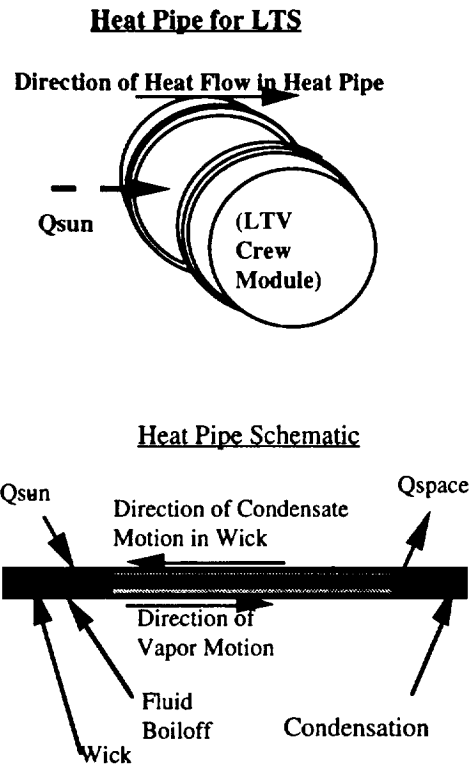 Heat Pipe for LTS
Direction of Heat Flow in Heat Pipe
Qsun
(LTV
Crew
Module)
Heat Pipe Schematic
Qsun
Qspace
Direction of Condensate
Motion in Wick
Direction of
Vapor Motion
Fluid
Boiloff
Condensation
Wick